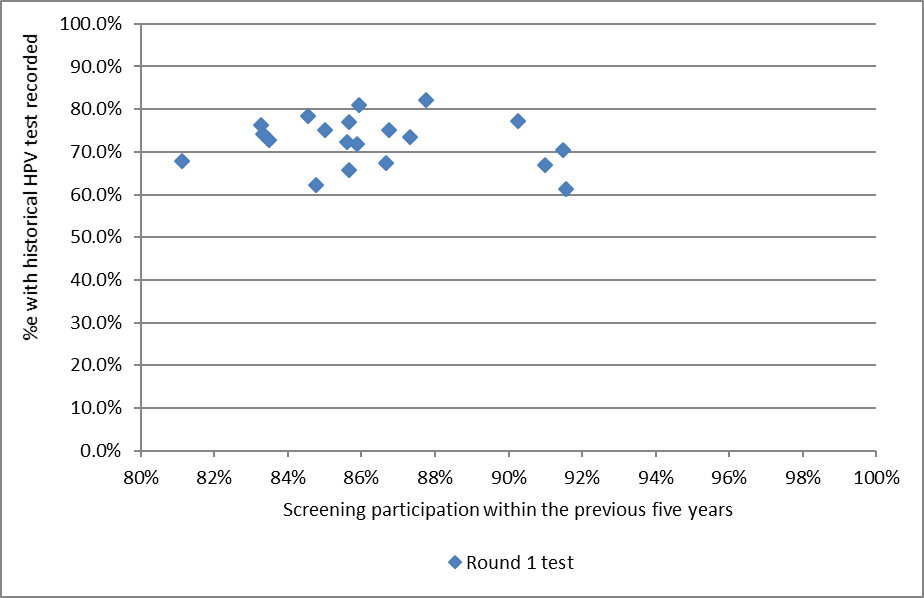 %e with historical HPV test recorded
100.0%
90.0%
80.0%
70.0%
60.0%
50.0%
40.0%
30.0%
20.0%
10.0%
0.0%
80% 82% 84% 86% 88% 90% 92% 94% 96% 98% 100%
Screening participation within the previous five years
Round 1 test